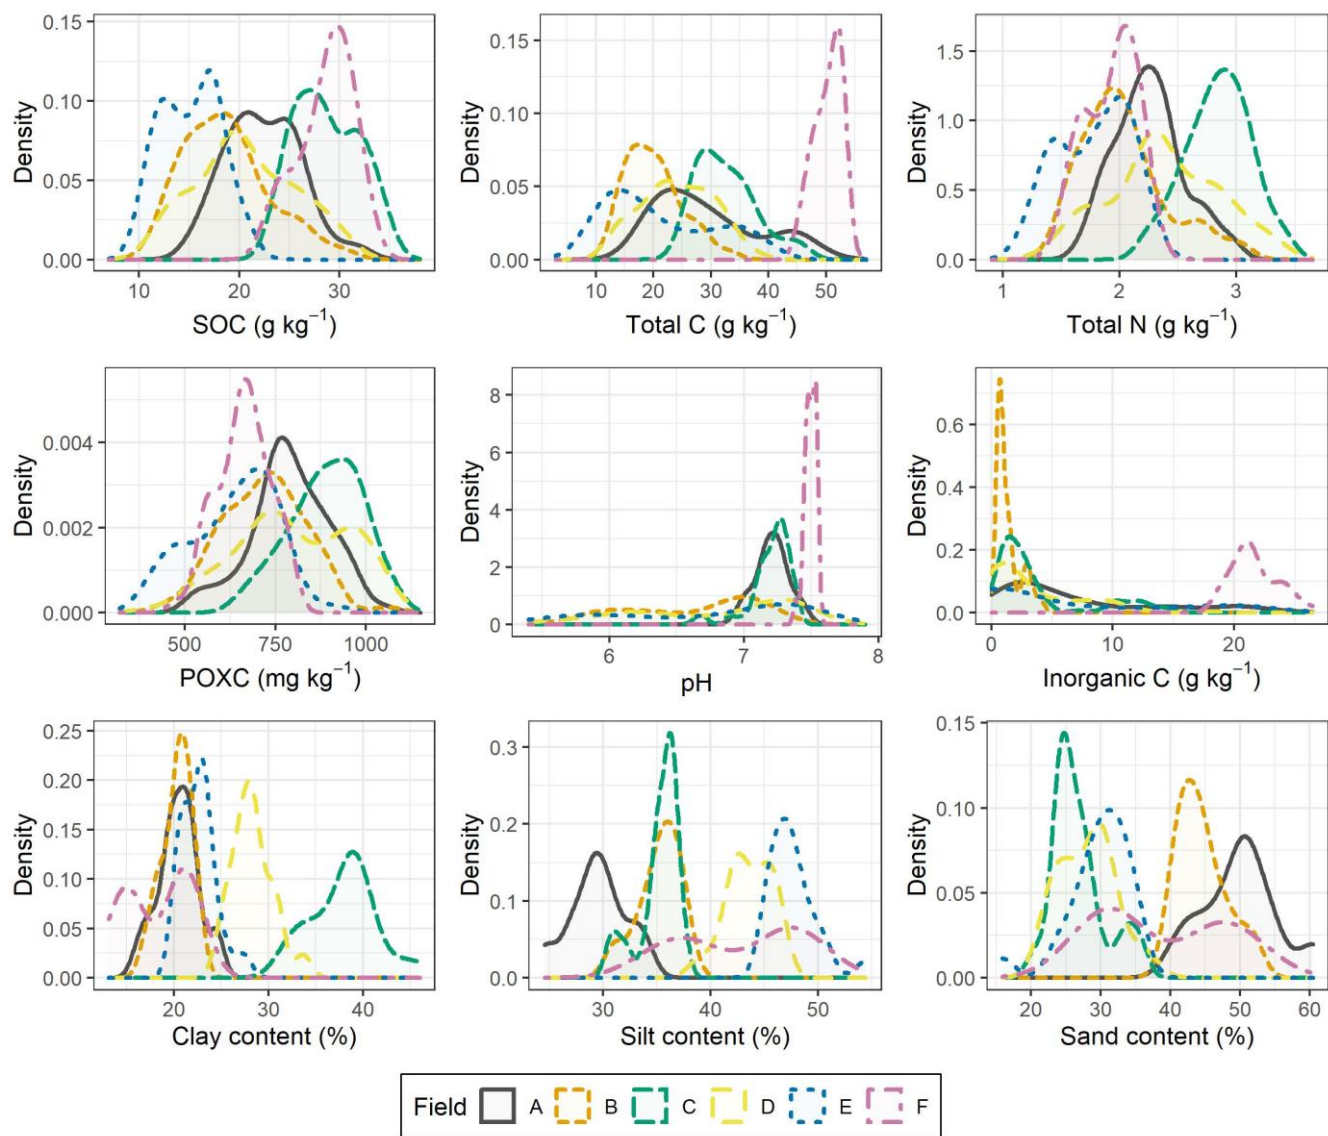 0.15
0.10
0.05
0.00
Density
10 20 30
SOC (g kg⁻¹)
0.15
0.10
0.05
0.00
Density
10 20 30 40 50
Total C (g kg⁻¹)
1.5
1.0
0.5
0.0
Density
1 2 3
Total N (g kg⁻¹)
0.004
0.002
0.000
Density
500 750 1000
POXC (mg kg⁻¹)
8
6
4
2
0
Density
6 7 8
pH
0.6
0.4
0.2
0.0
Density
0 10 20
Inorganic C (g kg⁻¹)
0.25
0.20
0.15
0.10
0.05
0.00
Density
20 30 40
Clay content (%)
0.3
0.2
0.1
0.0
Density
30 40 50
Silt content (%)
0.15
0.10
0.05
0.00
Density
20 30 40 50 60
Sand content (%)
Field A B C D E F